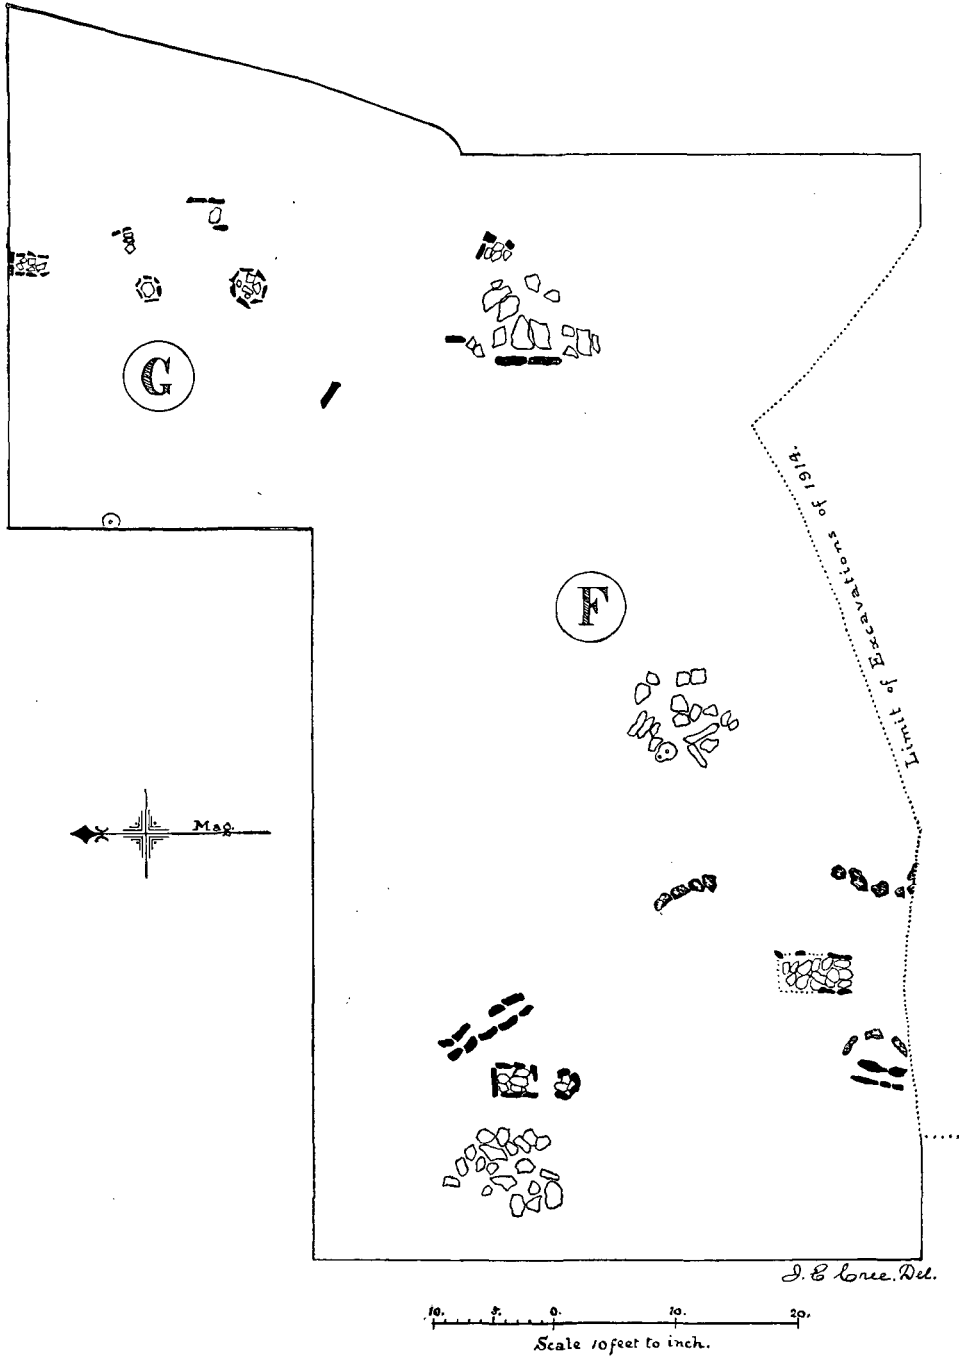 G
F
Limit of Excavations of 1914.
Mag.
J. E Cree. Del.
10. 5. 0. 10. 20.
Scale 10 feet to inch.